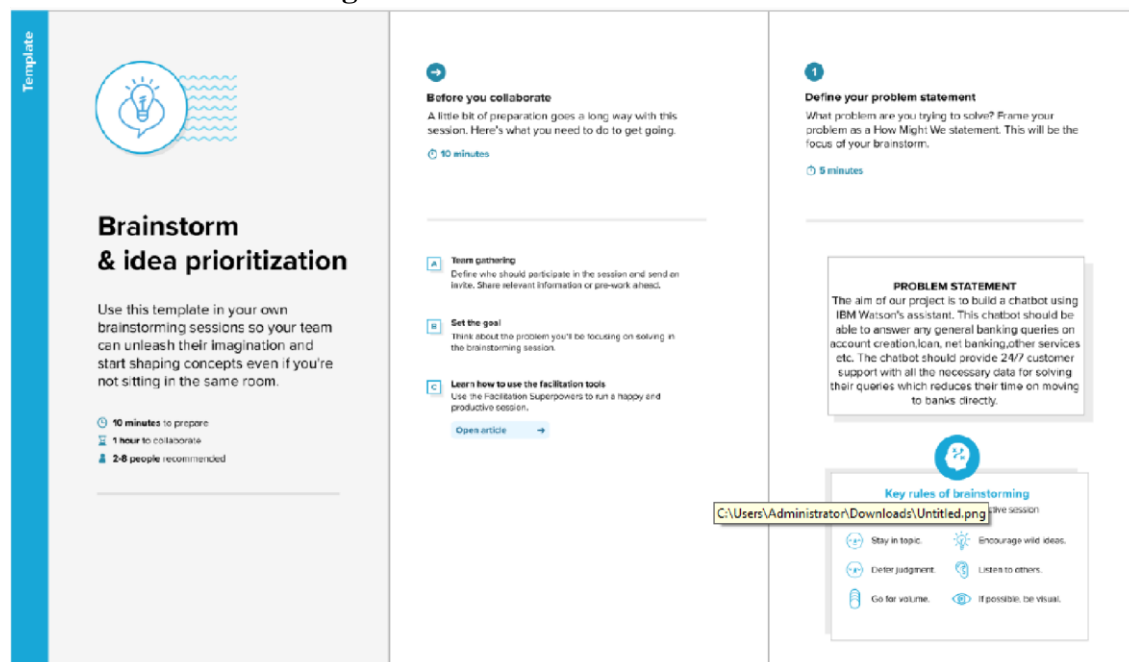 Template
Brainstorm
& idea prioritization
Use this template in your own
brainstorming sessions so your team
can unleash their imagination and
start shaping concepts even if you're
not sitting in the same room.
10 minutes to prepare
1 hour to collaborate
2-8 people recommended
Before you collaborate
A little bit of preparation goes a long way with this
session. Here's what you need to do to get going.
10 minutes
A
Team gathering
Define who should participate in the session and send an
invite. Share relevant information or pre-work ahead.
B
Set the goal
Think about the problem you'll be focusing on solving in
the brainstorming session.
C
Learn how to use the facilitation tools
Use the Facilitation Superpowers to run a happy and
productive session.
Open article
1
Define your problem statement
What problem are you trying to solve? Frame your
problem as a How Might We statement. This will be the
focus of your brainstorm.
5 minutes
PROBLEM STATEMENT
The aim of our project is to build a chatbot using
IBM Watson's assistant. This chatbot should be
able to answer any general banking queries on
account creation,loan, net banking,other services
etc. The chatbot should provide 24/7 customer
support with all the necessary data for solving
their queries which reduces their time on moving
to banks directly.
Key rules of brainstorming
C:\Users\Administrator\Downloads\Untitled.png
session
Stay in topic.
Encourage wild ideas.
Defer judgment.
Listen to others.
Go for volume.
If possible, be visual.